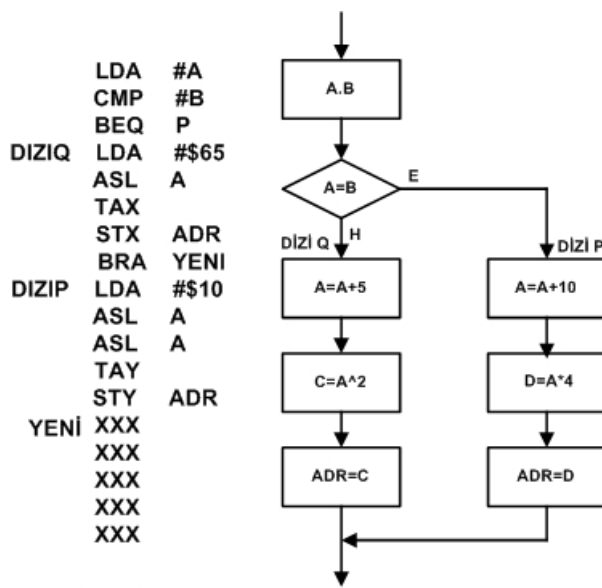 LDA #A
CMP #B
BEQ P
DIZIQ LDA #$65
ASL A
TAX
STX ADR
BRA YENI
DIZIP LDA #$10
ASL A
ASL A
TAY
STY ADR
YENİ XXX
XXX
XXX
XXX
XXX
A.B
A=B
E
H
DİZİ Q
DİZİ P
A=A+5
A=A+10
C=A^2
D=A*4
ADR=C
ADR=D